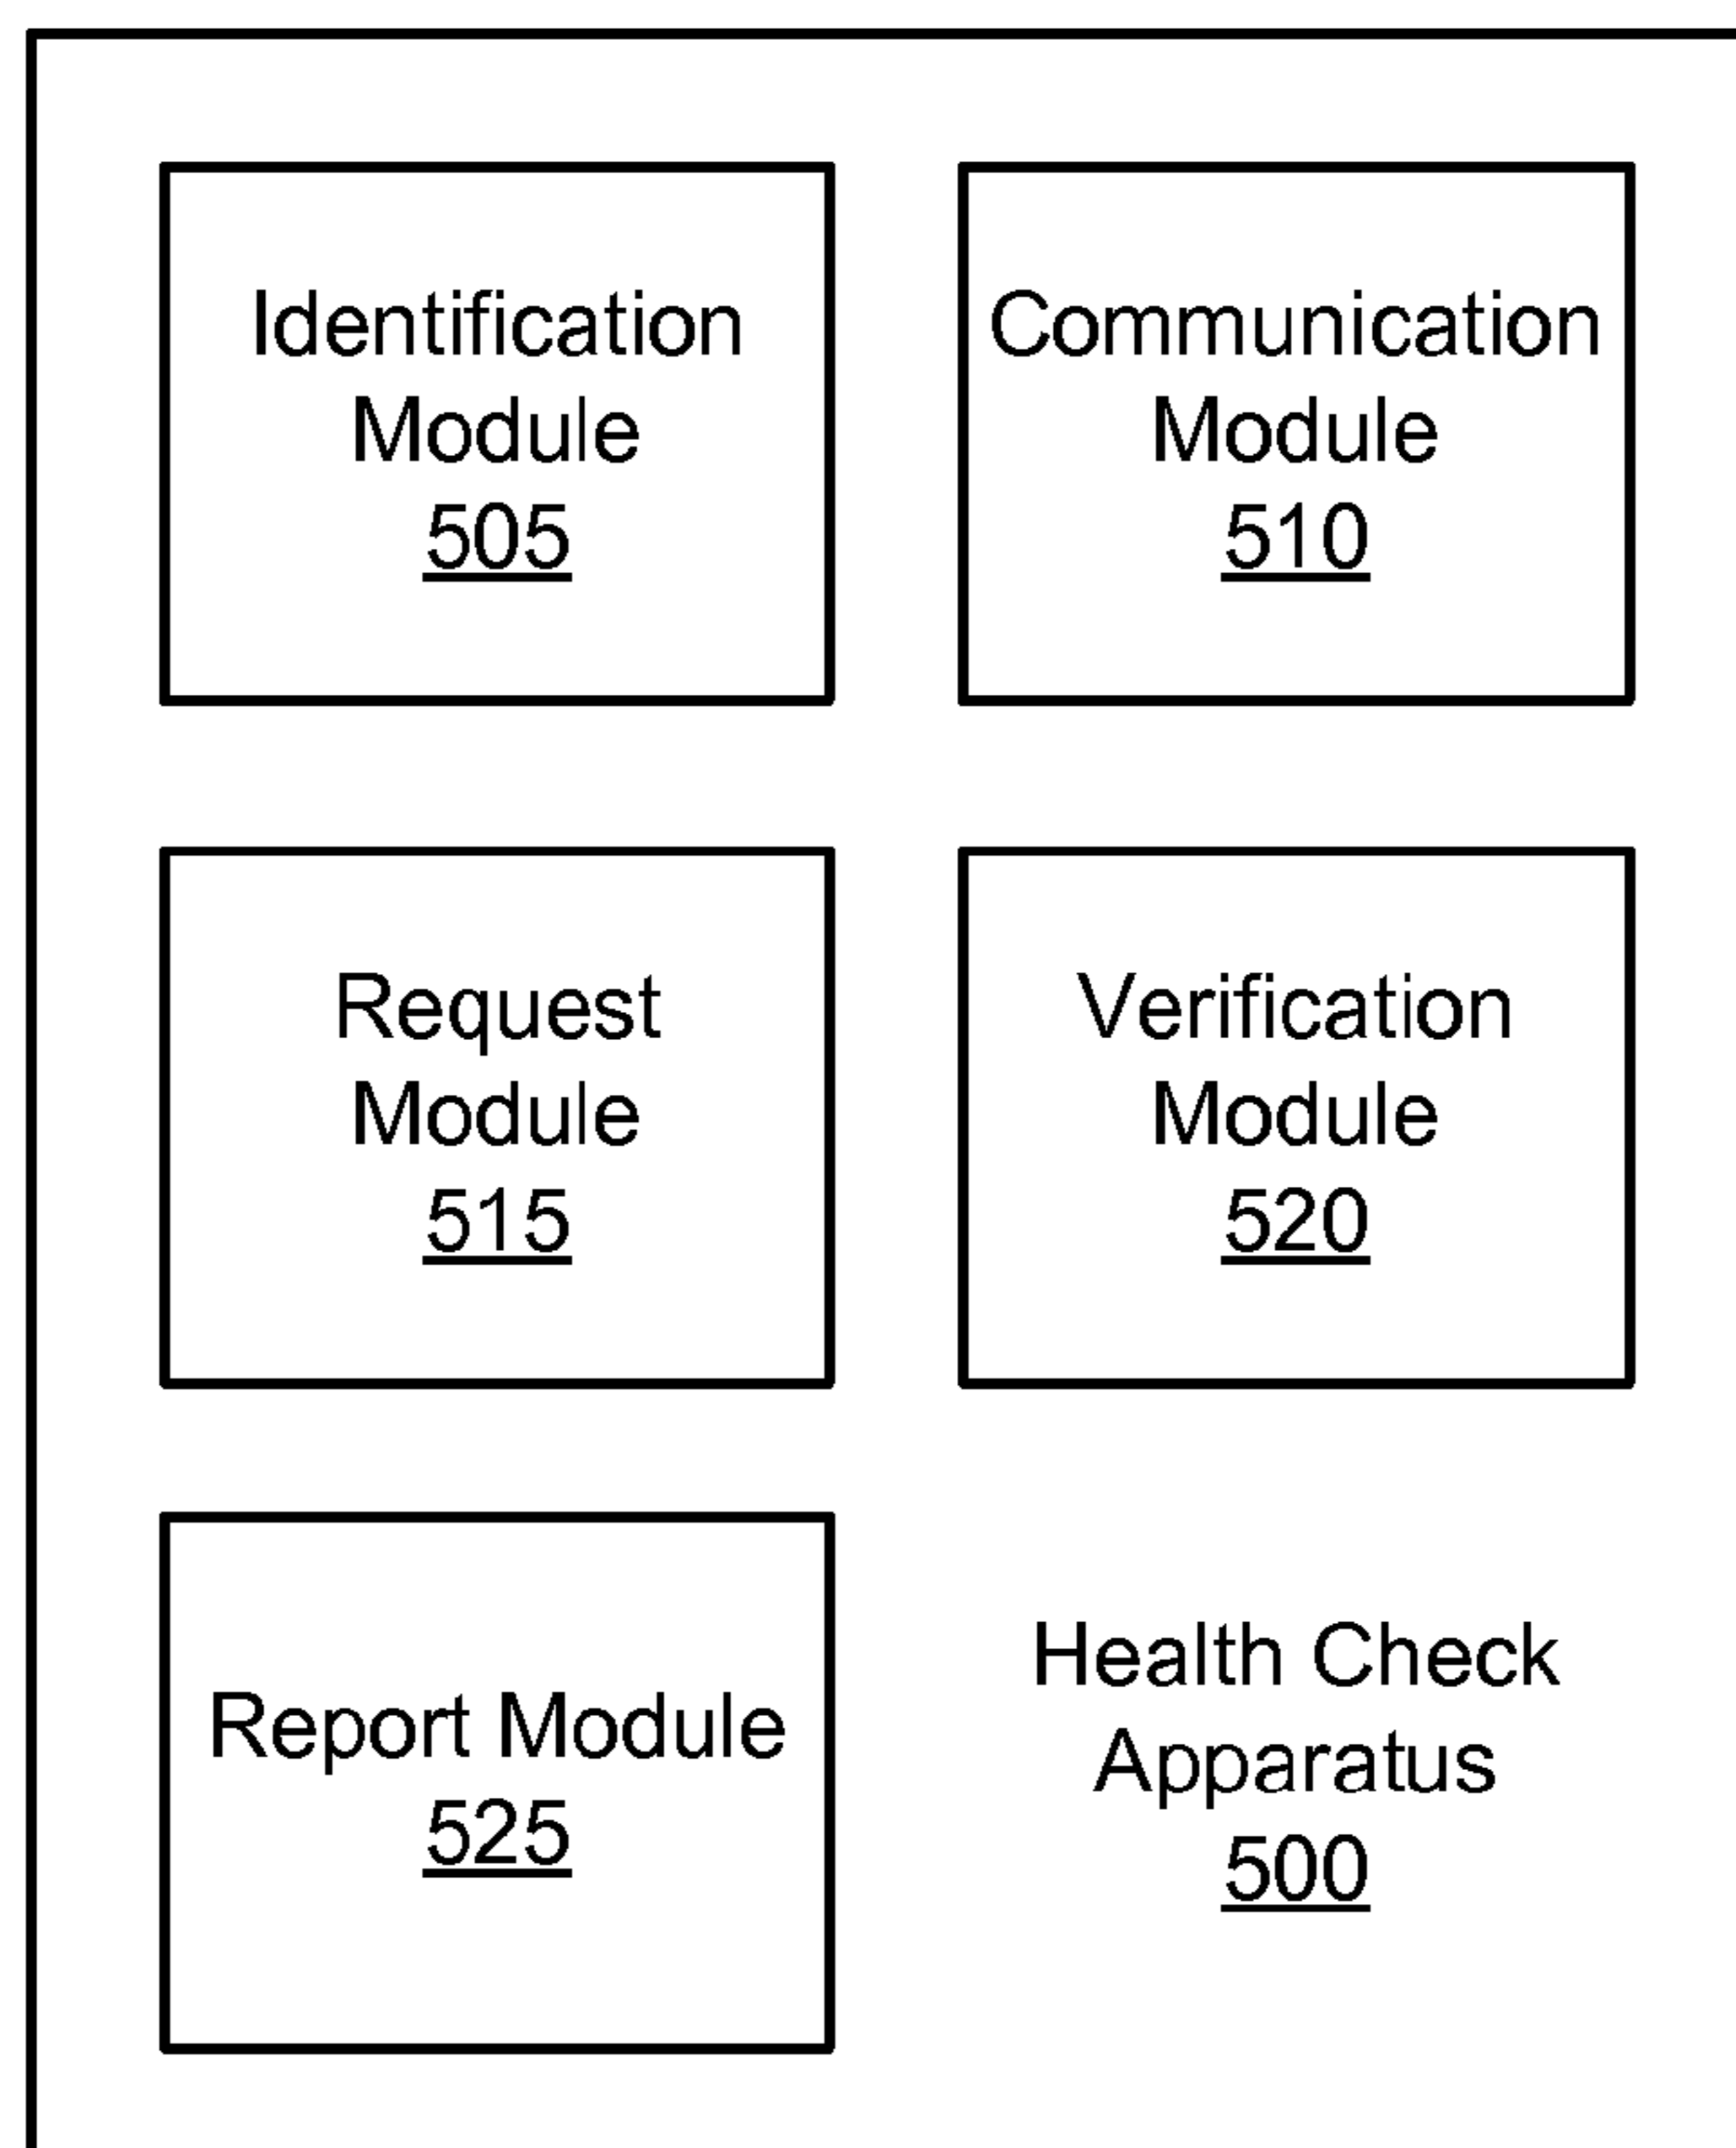 Identification
Module
505
Communication
Module
510
Request
Module
515
Verification
Module
520
Report Module
525
Health Check
Apparatus
500